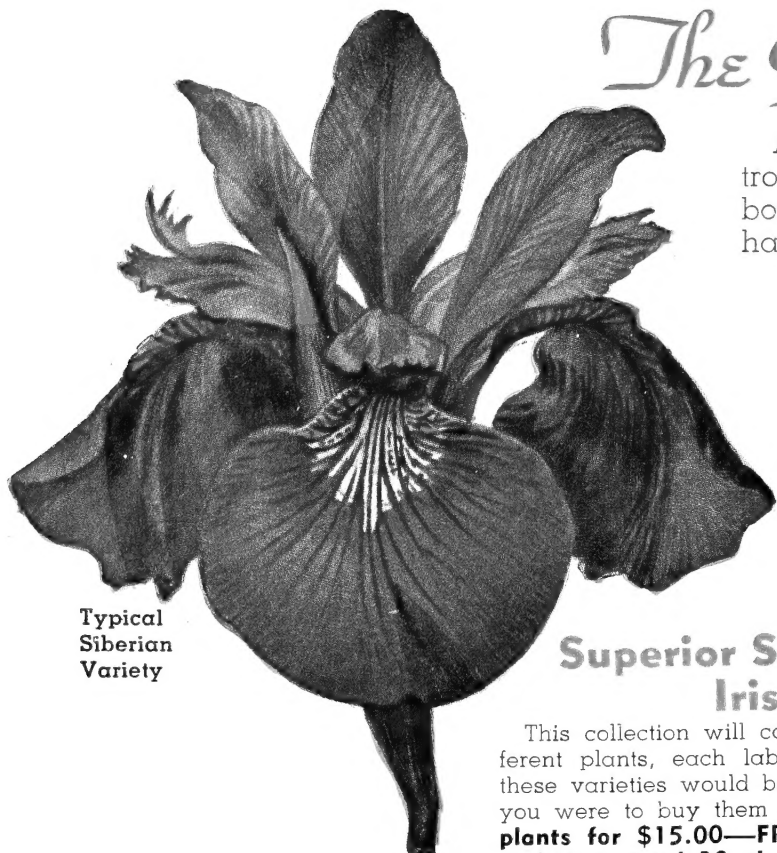 The
tro
bo
ha
Typical
Siberian
Variety
Superior S
Iris
This collection will co
ferent plants, each lab
these varieties would b
you were to buy them
plants for $15.00—FR